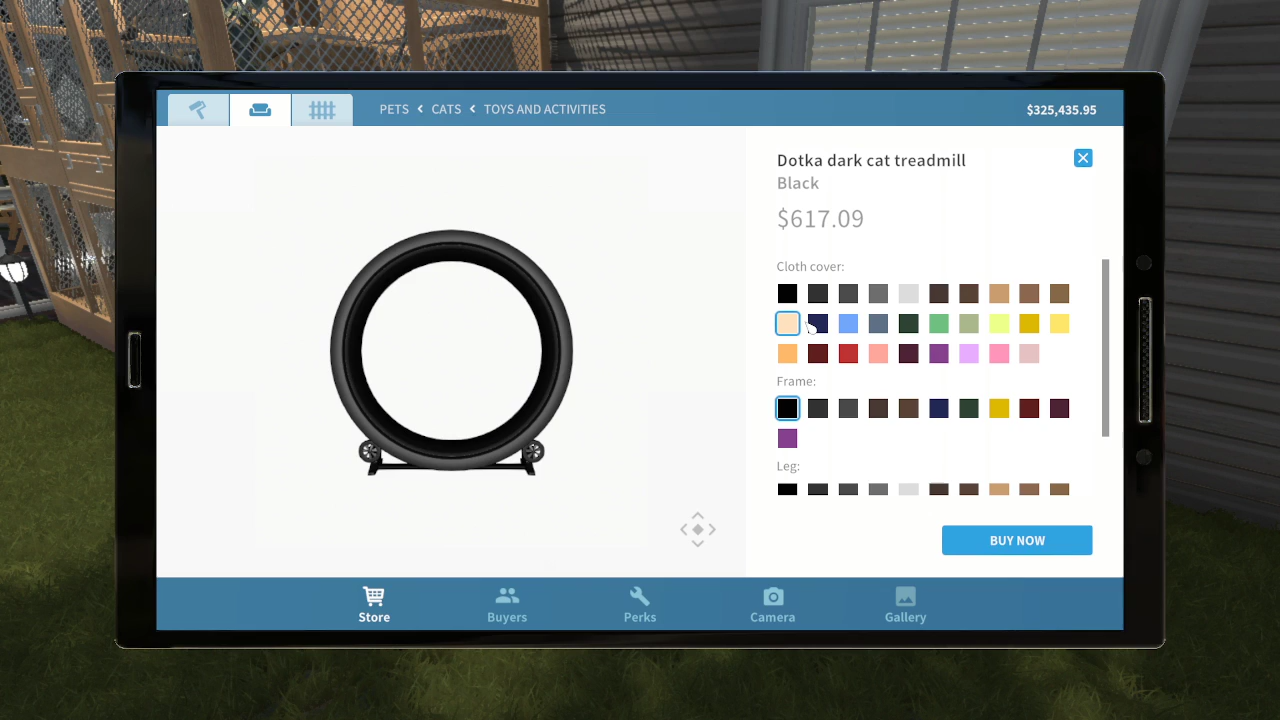 PETS < CATS < TOYS AND ACTIVITIES
$325,435.95
Dotka dark cat treadmill
Black
$617.09
Cloth cover:
Frame:
Leg:
BUY NOW
Store
Buyers
Perks
Camera
Gallery